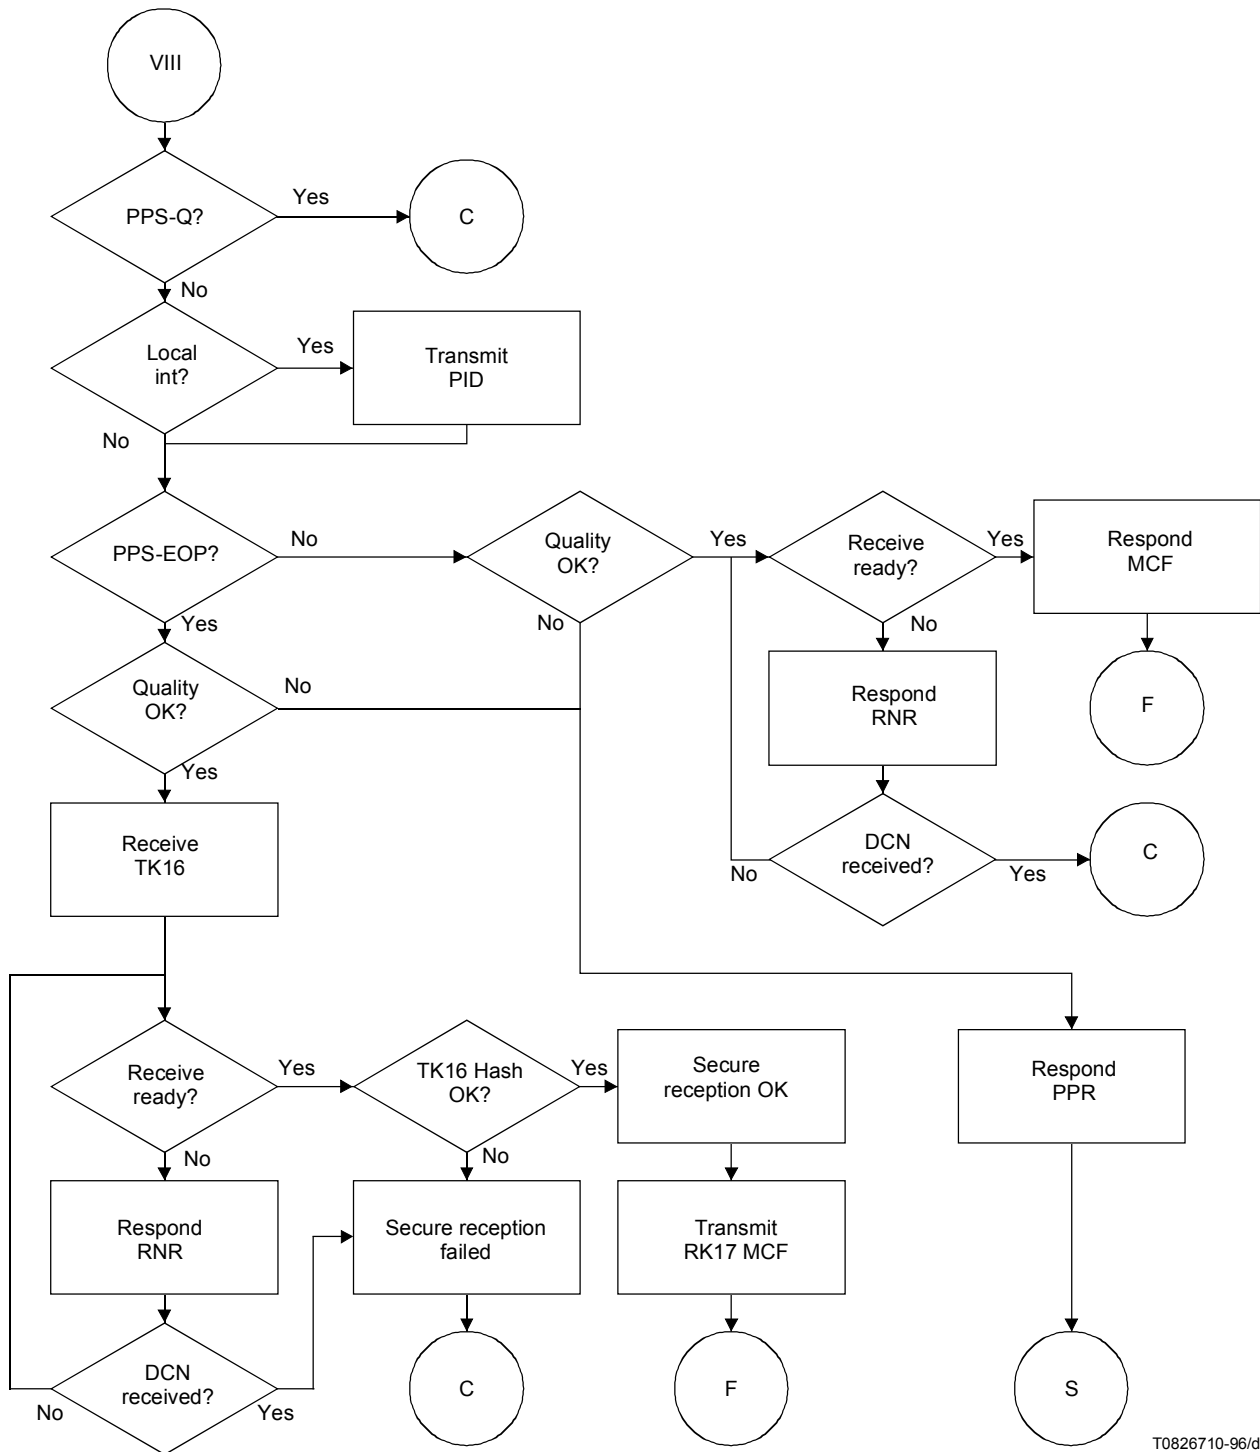 VIII
PPS-Q?
Yes
C
No
Local
int?
Yes
Transmit
PID
No
PPS-EOP?
No
Quality
OK?
Yes
Receive
ready?
Yes
Respond
MCF
Yes
No
No
Quality
OK?
No
Respond
RNR
F
Yes
Receive
TK16
DCN
received?
No
Yes
C
Receive
ready?
Yes
TK16 Hash
OK?
Yes
Secure
reception OK
Respond
PPR
No
No
Respond
RNR
Secure reception
failed
Transmit
RK17 MCF
DCN
received?
No
Yes
C
F
S
T0826710-96/d